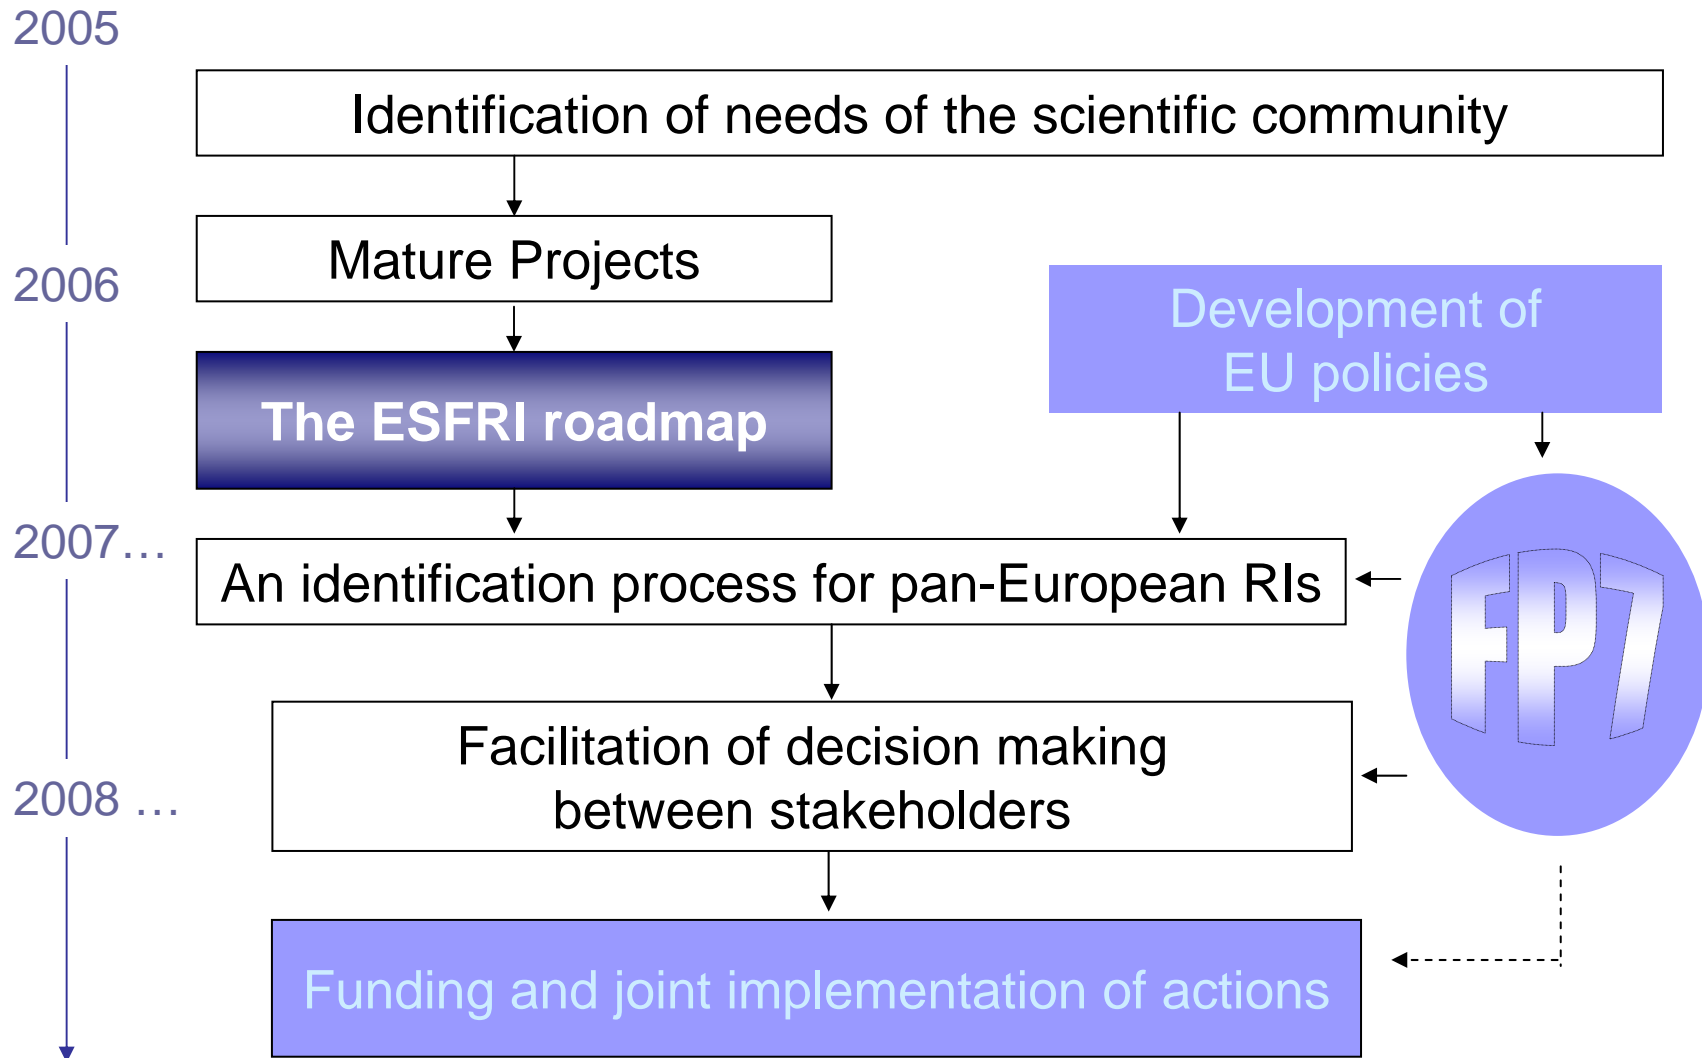 2005
Identification of needs of the scientific community
Mature Projects
2006
Development of
EU policies
The ESFRI roadmap
2007…
An identification process for pan-European RIs
FP7
Facilitation of decision making
between stakeholders
2008 …
Funding and joint implementation of actions